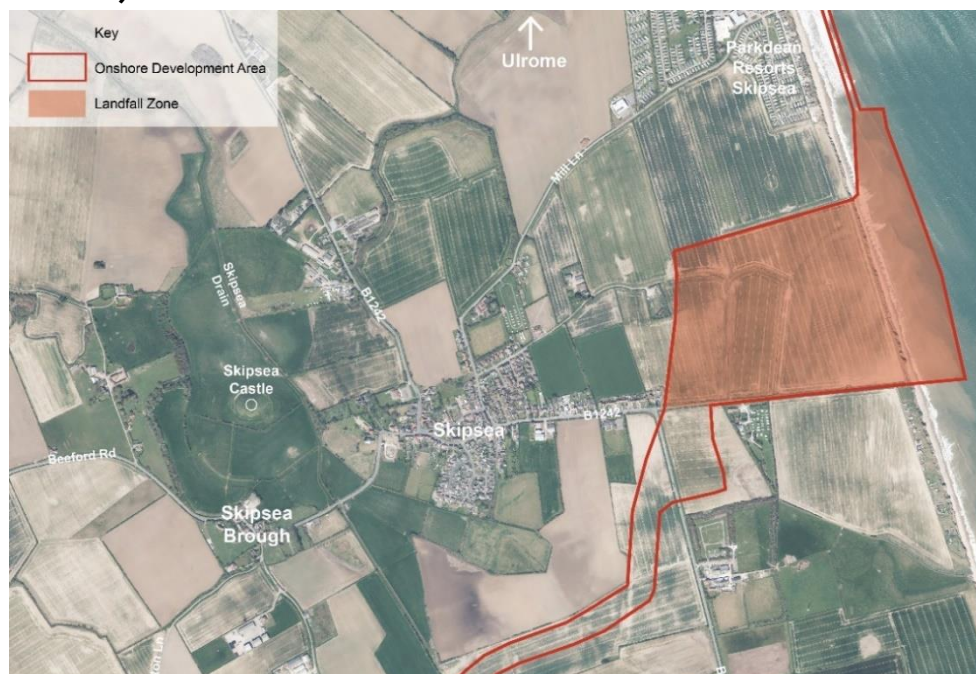 Key
Onshore Development Area
Landfall Zone
Ulrome
Parkdean
Resorts
Skipsea
Mill Ln
Skipsea
Drain
B1242
Skipsea
Castle
Skipsea
B1242
Beeford Rd
Skipsea
Brough